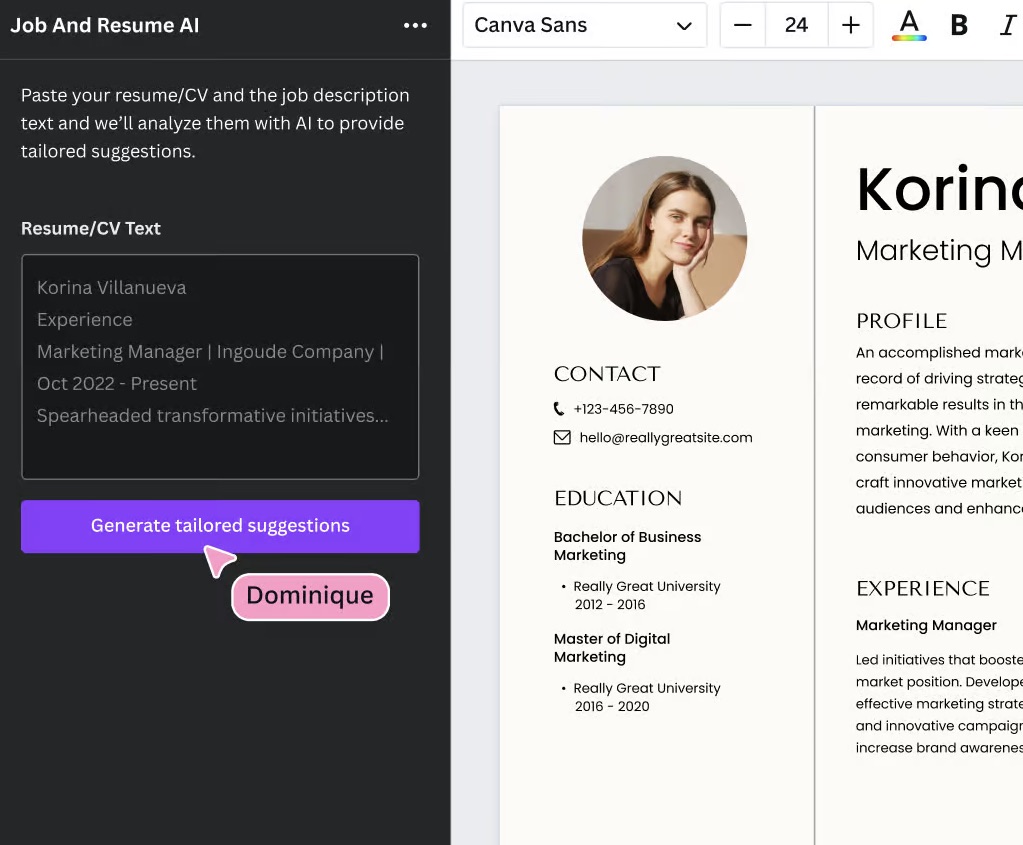 Job And Resume AI
Paste your resume/CV and the job description
text and we’ll analyze them with AI to provide
tailored suggestions.
Resume/CV Text
Korina Villanueva
Experience
Marketing Manager | Ingoude Company |
Oct 2022 - Present
Spearheaded transformative initiatives...
Generate tailored suggestions
Dominique
Canva Sans
24
A
B
I
CONTACT
+123-456-7890
hello@reallygreatsite.com
EDUCATION
Bachelor of Business
Marketing
• Really Great University
2012 - 2016
Master of Digital
Marketing
• Really Great University
2016 - 2020
Korina
Marketing M
PROFILE
An accomplished mark
record of driving strateg
remarkable results in th
marketing. With a keen
consumer behavior, Kor
craft innovative market
audiences and enhance
EXPERIENCE
Marketing Manager
Led initiatives that booste
market position. Develope
effective marketing strate
and innovative campaign
increase brand awarenes